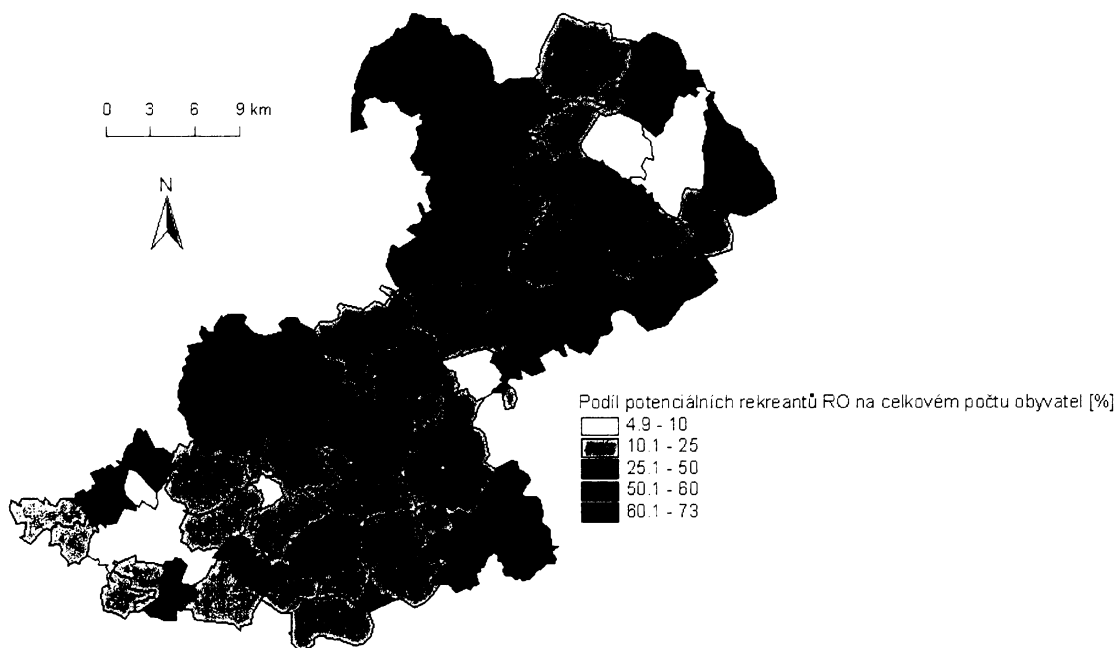 0 3 6 9 km
N
Podíl potenciálních rekreantů RO na celkovém počtu obyvatel [%]
4.9 - 10
10.1 - 25
25.1 - 50
50.1 - 60
60.1 - 73